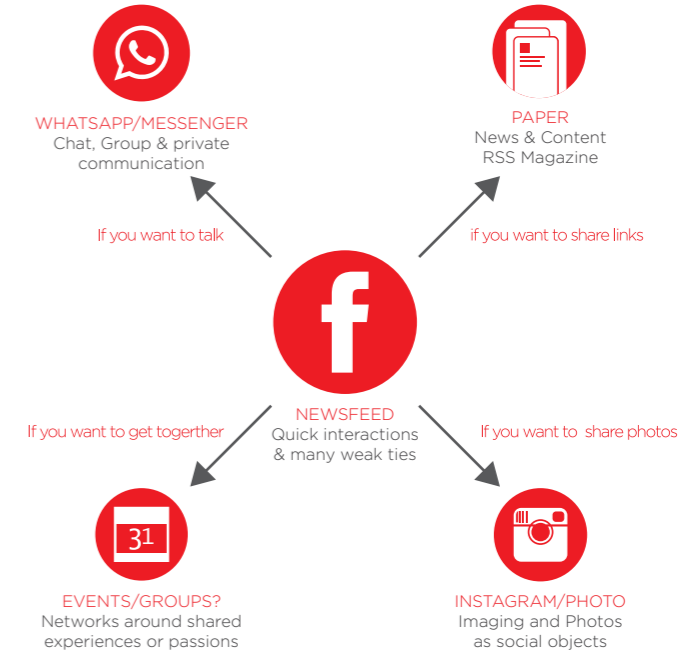 WHATSAPP/MESSENGER
Chat, Group & private
communication
PAPER
News & Content
RSS Magazine
If you want to talk
if you want to share links
f
NEWSFEED
Quick interactions
& many weak ties
If you want to get togerther
If you want to share photos
31
EVENTS/GROUPS?
Networks around shared
experiences or passions
INSTAGRAM/PHOTO
Imaging and Photos
as social objects